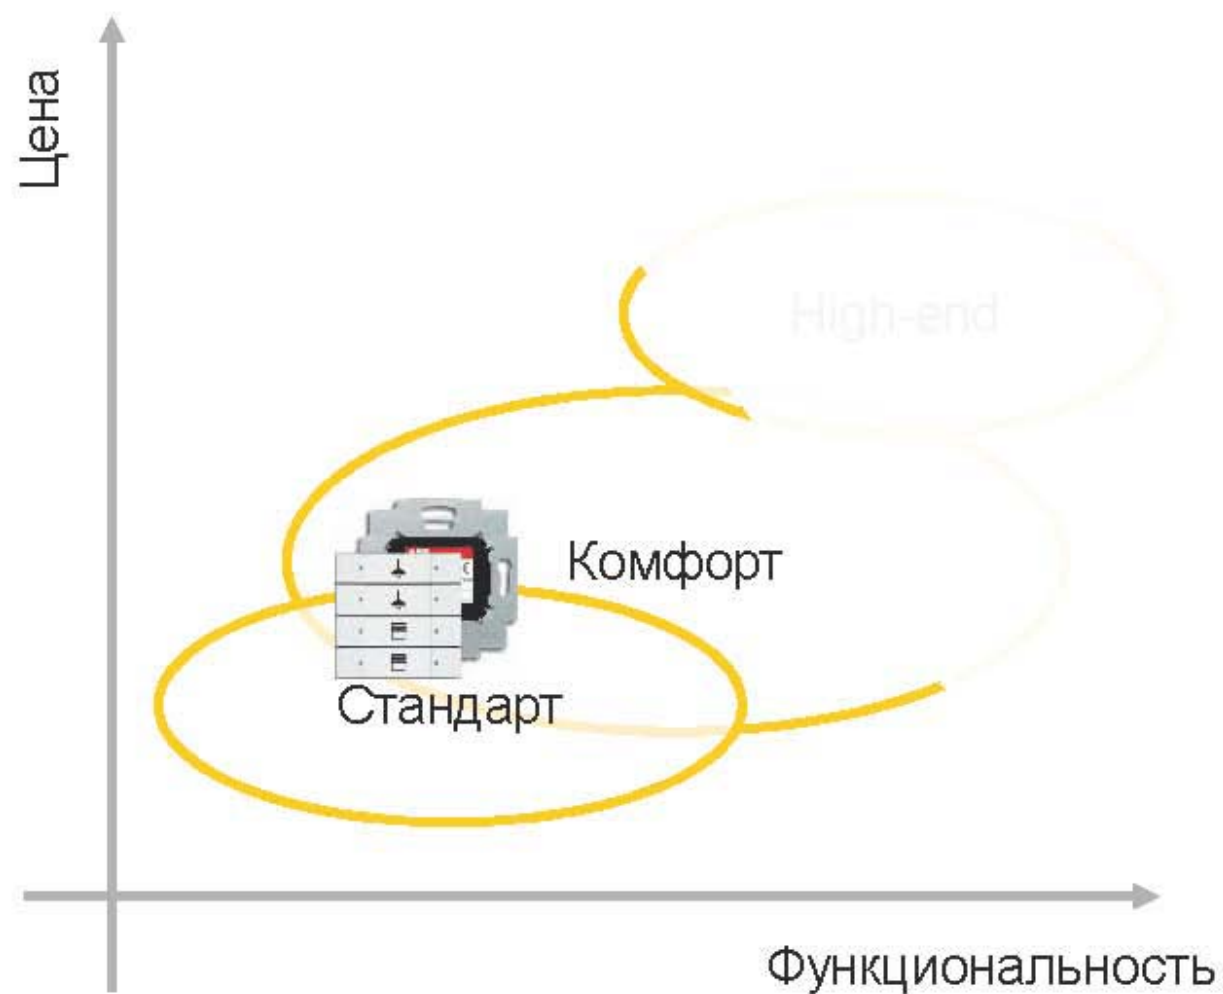 Цена
High-end
Комфорт
Стандарт
Функциональность